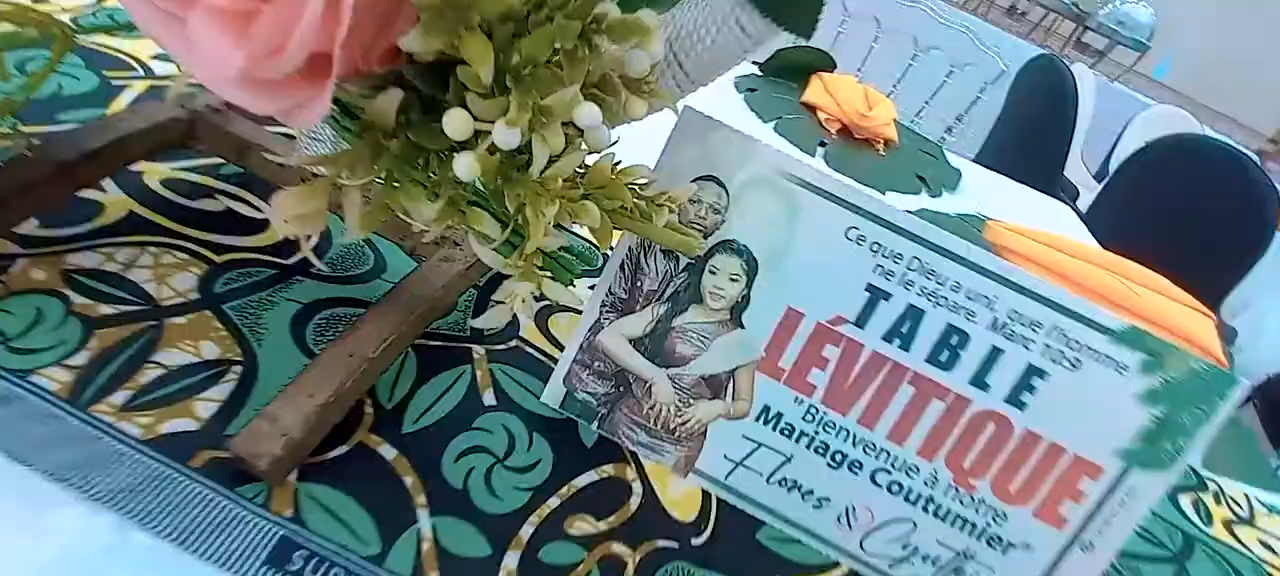 Ce que Dieu a uni, que l'homme
ne le sépare. Marc 10:9
TABLE
LÉVITIQUE
"Bienvenue à notre
Mariage Coutumier"
Flores &
SUP